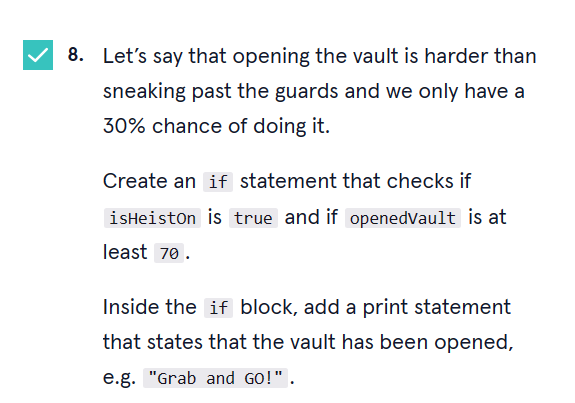 8. Let's say that opening the vault is harder than
sneaking past the guards and we only have a
30% chance of doing it.
Create an if statement that checks if
isHeistOn is true and if openedVault is at
least 70.
Inside the if block, add a print statement
that states that the vault has been opened,
e.g. "Grab and GO!".